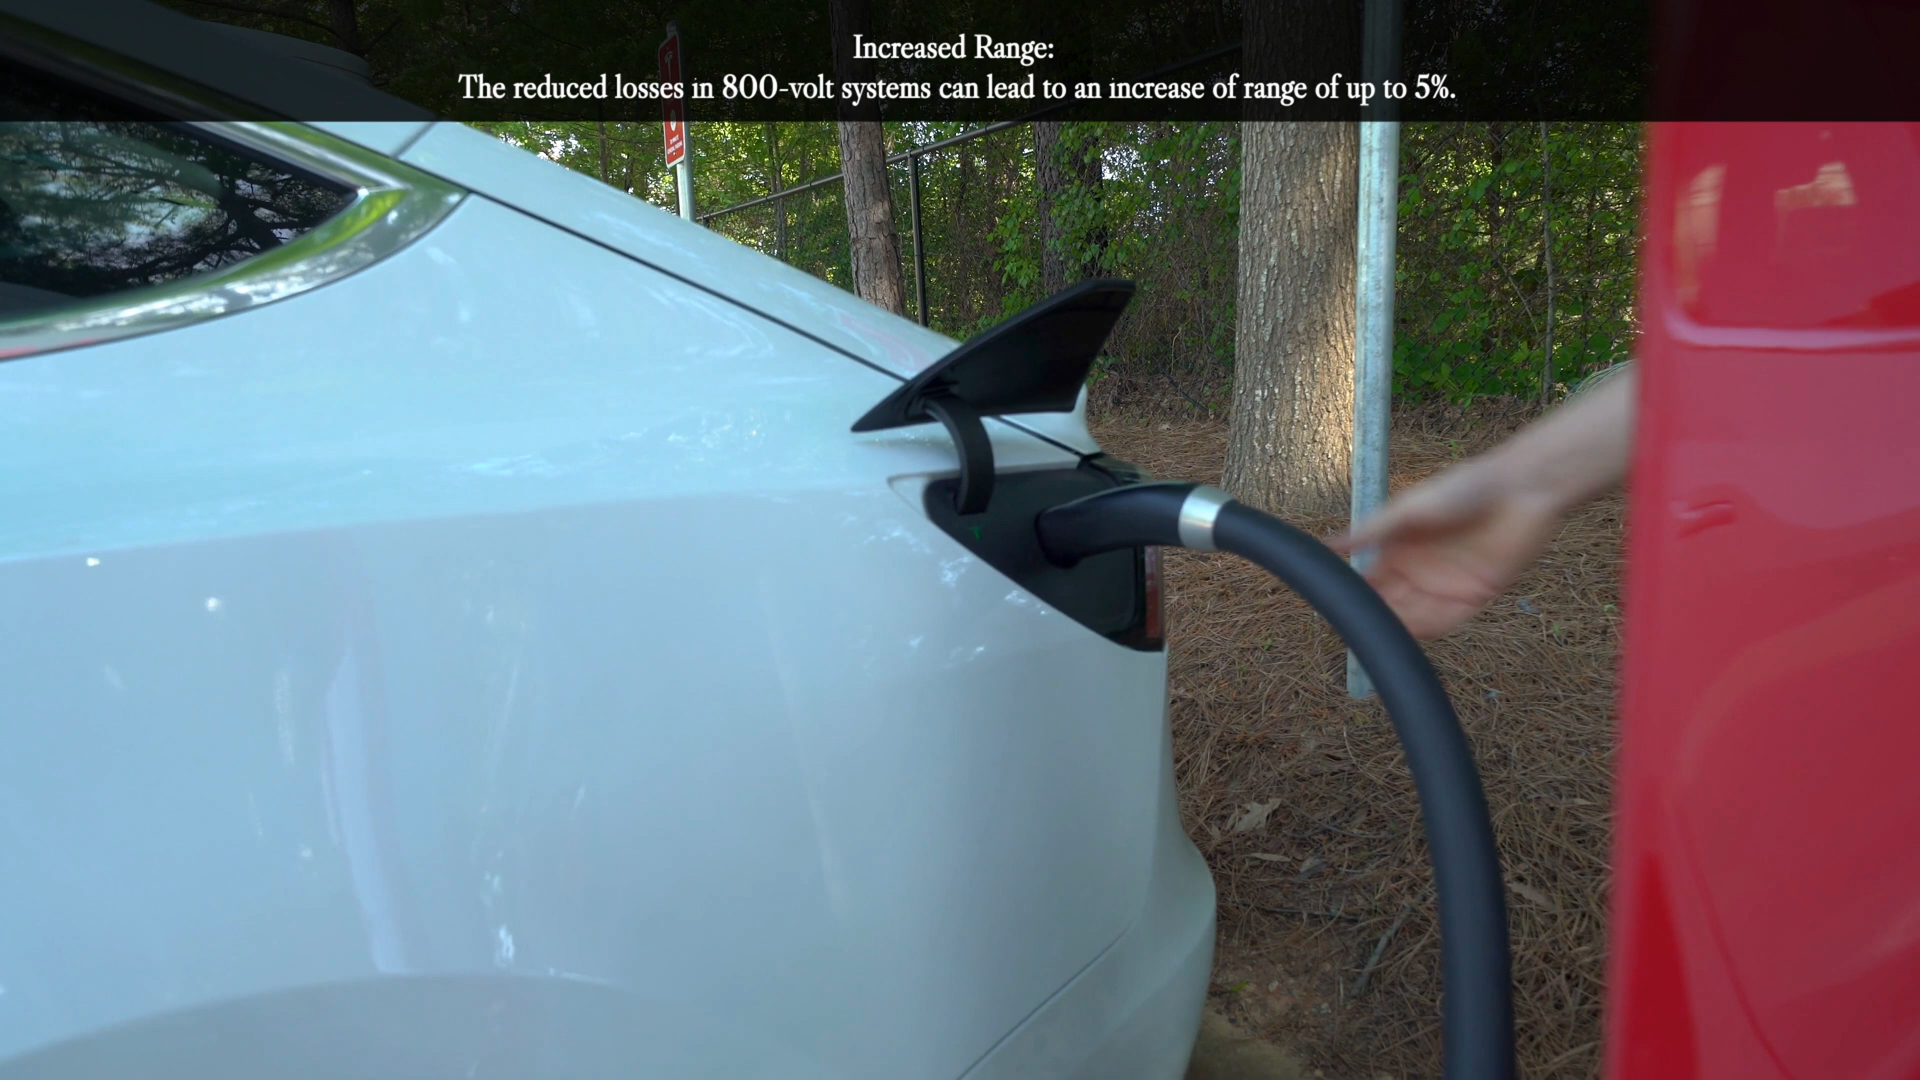 Increased Range:
The reduced losses in 800-volt systems can lead to an increase of range of up to 5%.